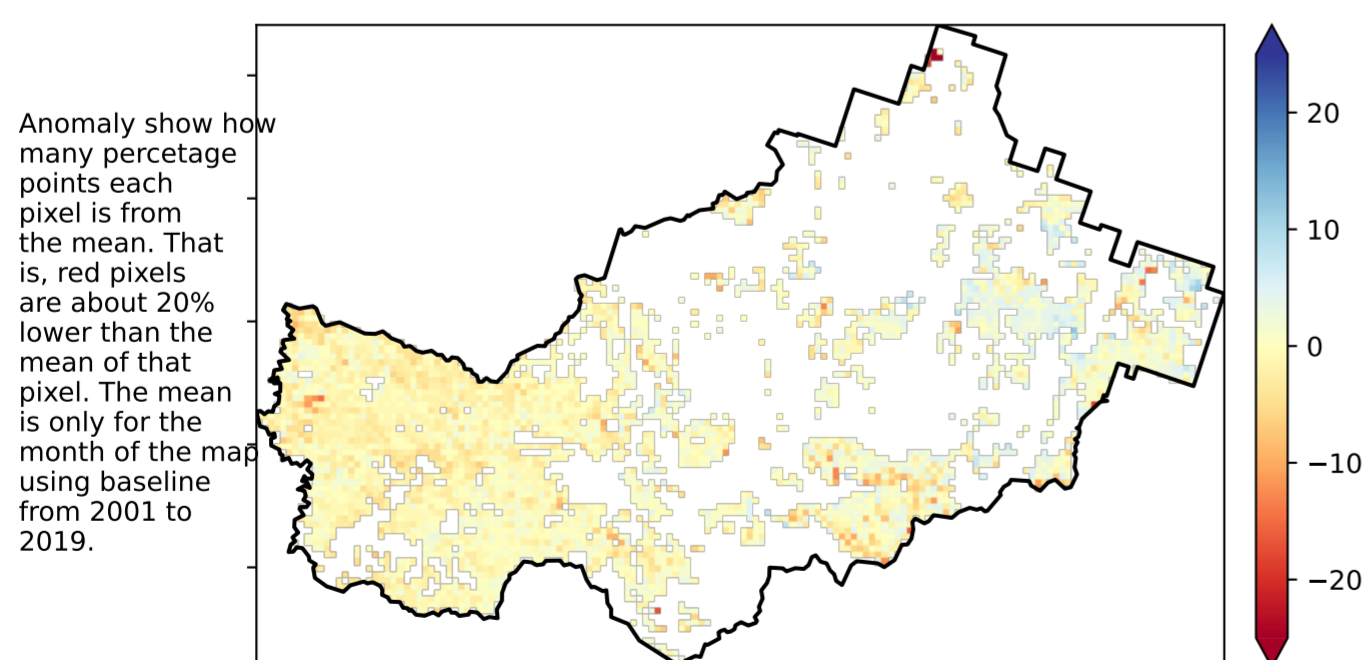 Anomaly show how
many percetage
points each
pixel is from
the mean. That
is, red pixels
are about 20%
lower than the
mean of that
pixel. The mean
is only for the
month of the map
using baseline
from 2001 to
2019.
20
10
0
−10
−20